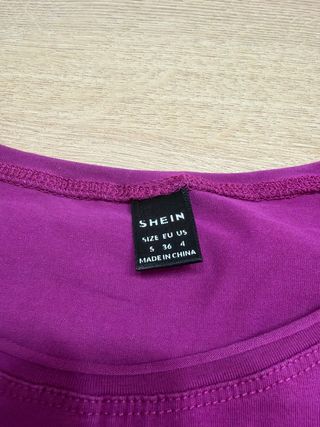 SHEIN
SIZE EU US
S 36 4
MADE IN CHINA